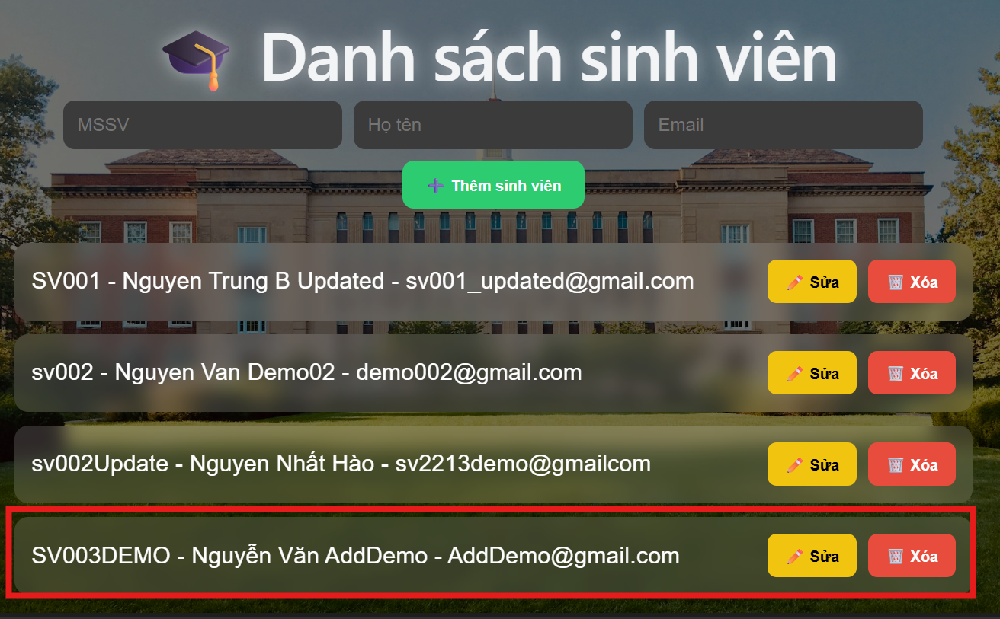 Danh sách sinh viên
MSSV
Họ tên
Email
Thêm sinh viên
SV001 - Nguyen Trung B Updated - sv001_updated@gmail.com
Sửa
Xóa
sv002 - Nguyen Van Demo02 - demo002@gmail.com
Sửa
Xóa
sv002Update - Nguyen Nhất Hào - sv2213demo@gmailcom
Sửa
Xóa
SV003DEMO - Nguyễn Văn AddDemo - AddDemo@gmail.com
Sửa
Xóa